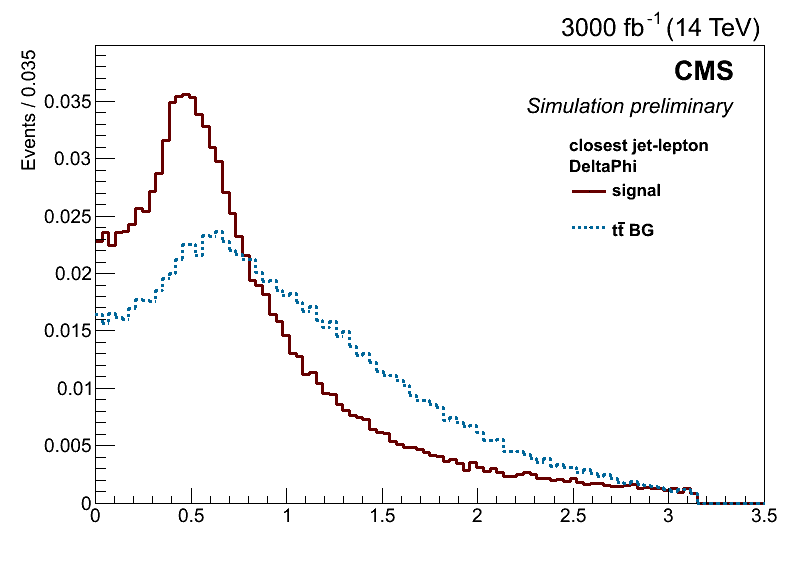 3000 fb-1 (14 TeV)
CMS
Simulation preliminary
closest jet-lepton
DeltaPhi
signal
tt̄ BG
Events / 0.035
0.035
0.03
0.025
0.02
0.015
0.01
0.005
0
0 0.5 1 1.5 2 2.5 3 3.5